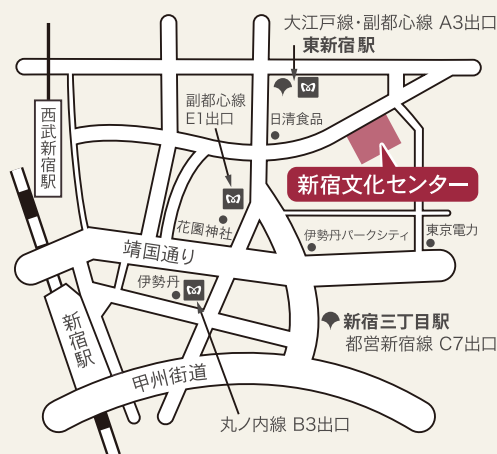 大江戸線・副都心線 A3出口
東新宿駅
副都心線
E1出口
日清食品
西武新宿駅
新宿文化センター
花園神社
伊勢丹パークシティ
東京電力
靖国通り
伊勢丹
新宿駅
新宿三丁目駅
都営新宿線 C7出口
甲州街道
丸ノ内線 B3出口